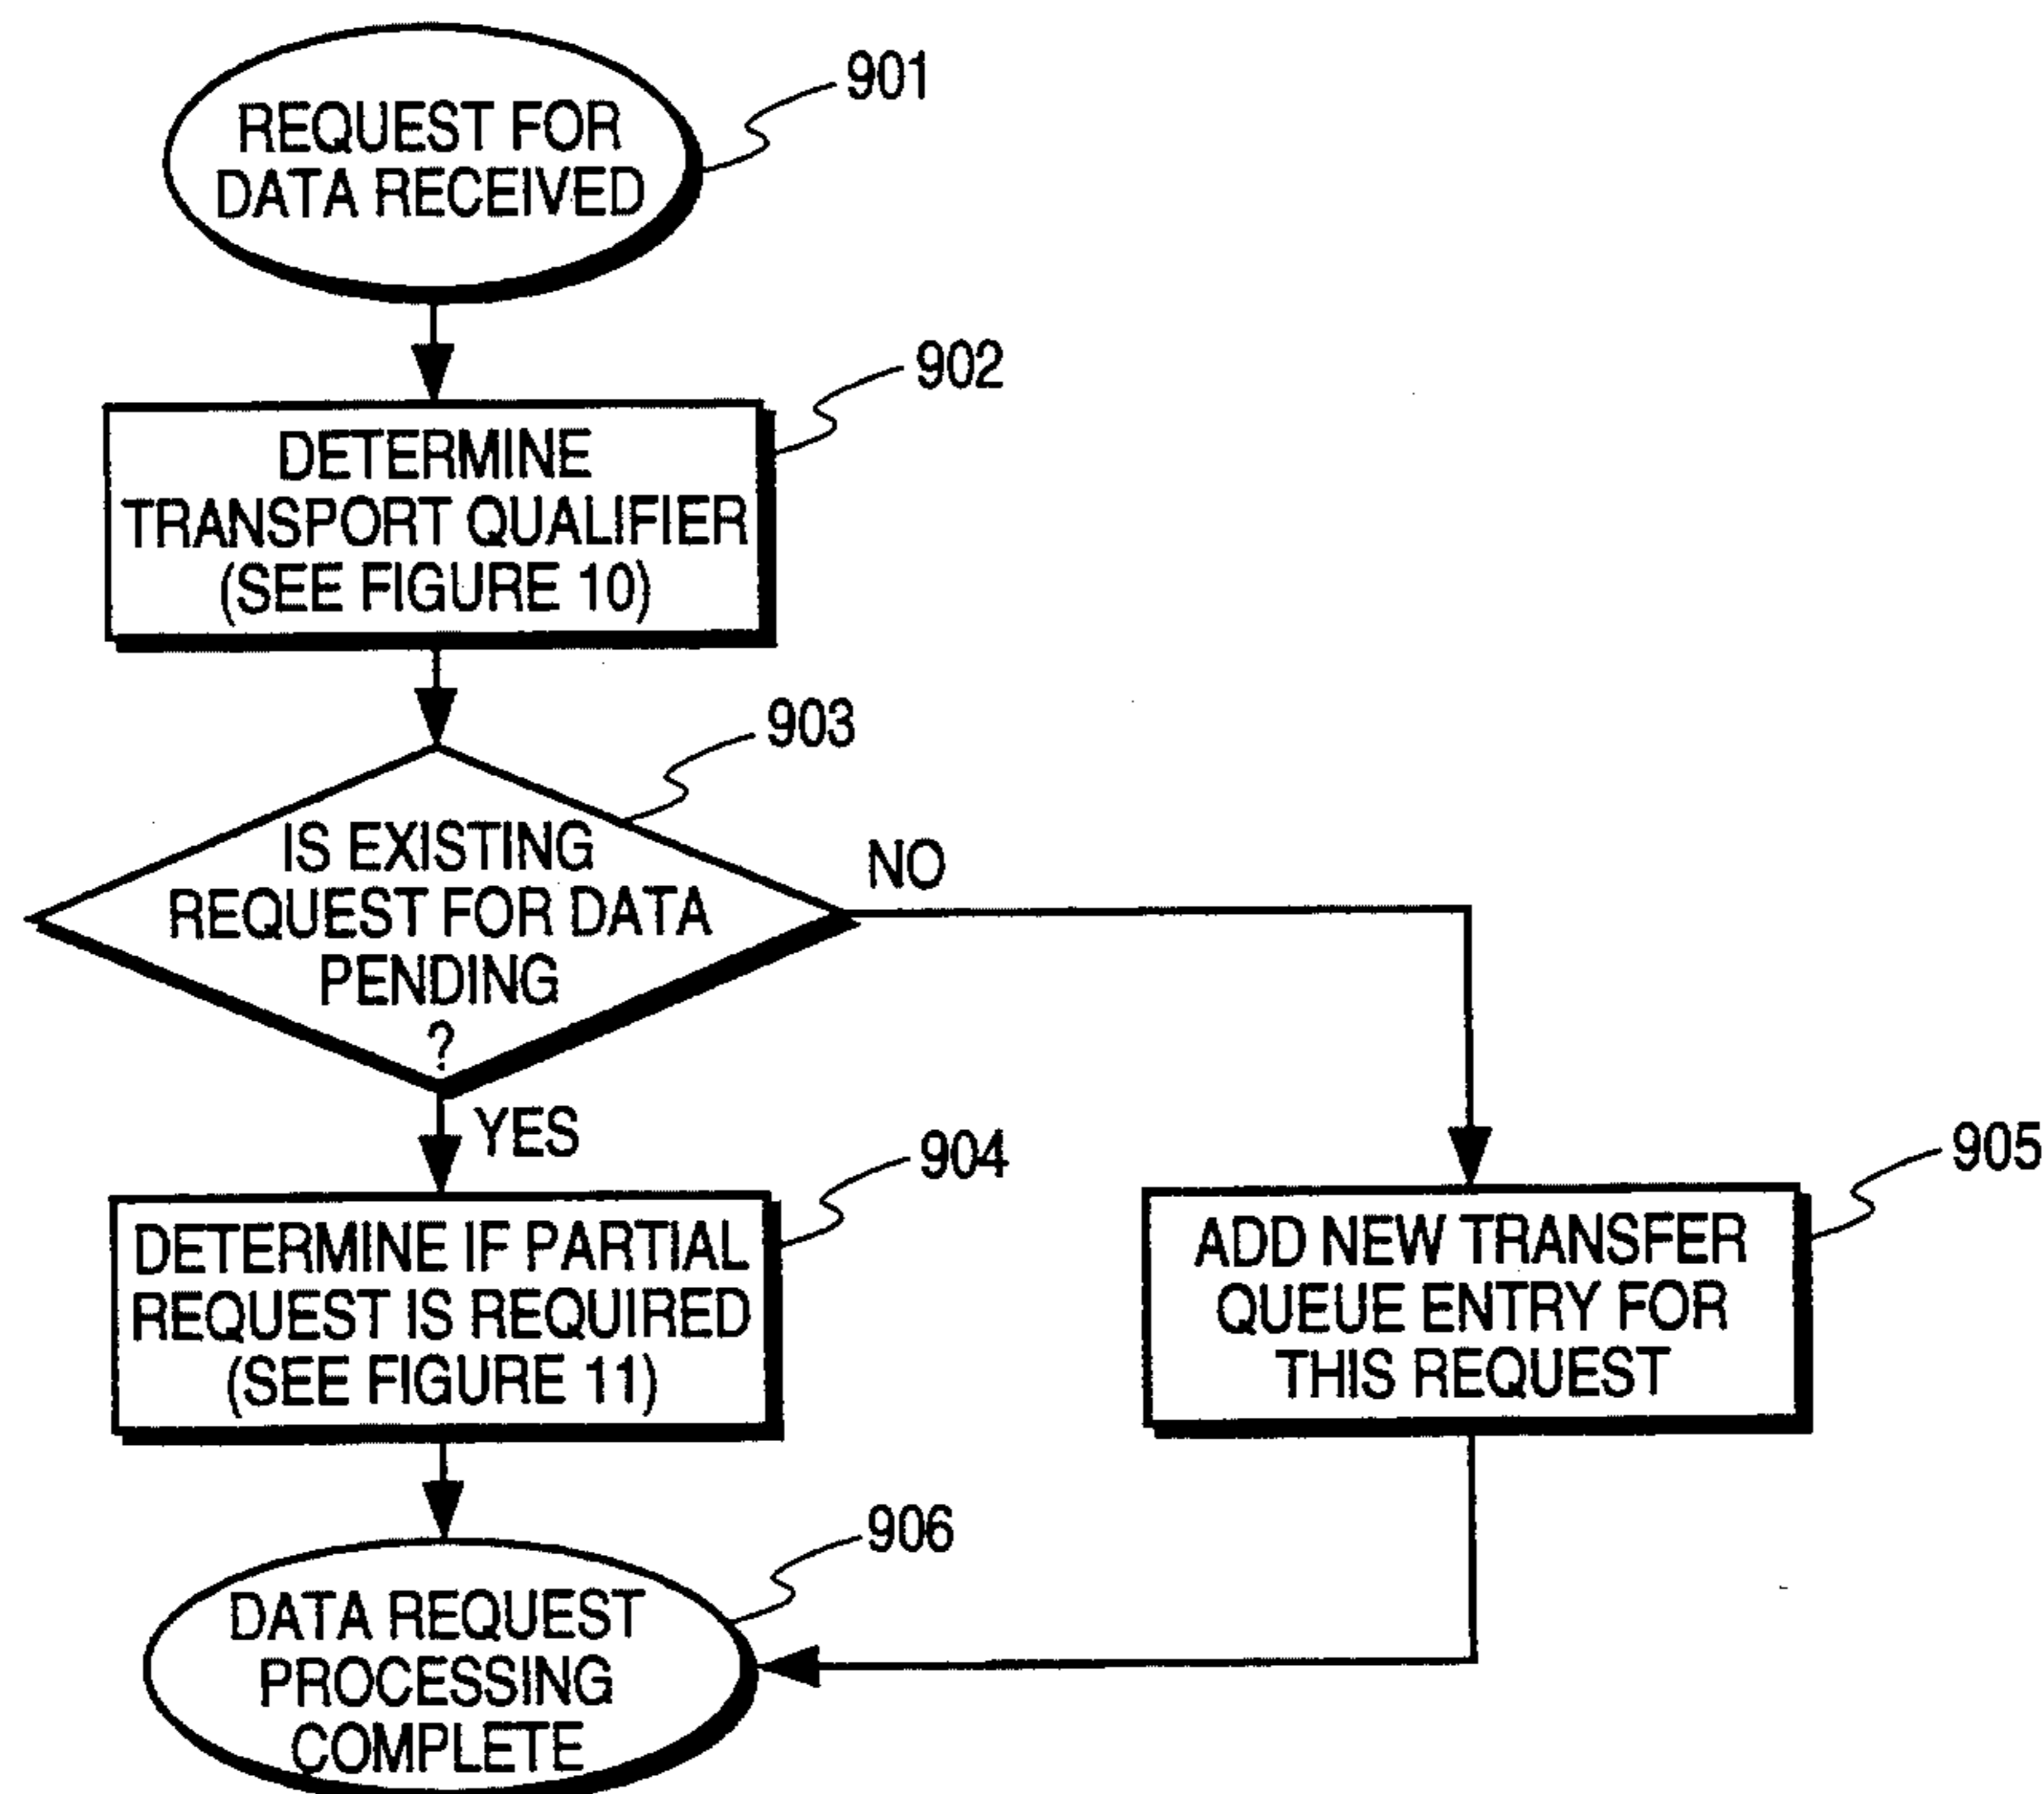 REQUEST FOR
DATA RECEIVED
901
DETERMINE
TRANSPORT QUALIFIER
(SEE FIGURE 10)
902
903
IS EXISTING
REQUEST FOR DATA
PENDING
?
NO
YES
DETERMINE IF PARTIAL
REQUEST IS REQUIRED
(SEE FIGURE 11)
904
ADD NEW TRANSFER
QUEUE ENTRY FOR
THIS REQUEST
905
DATA REQUEST
PROCESSING
COMPLETE
906